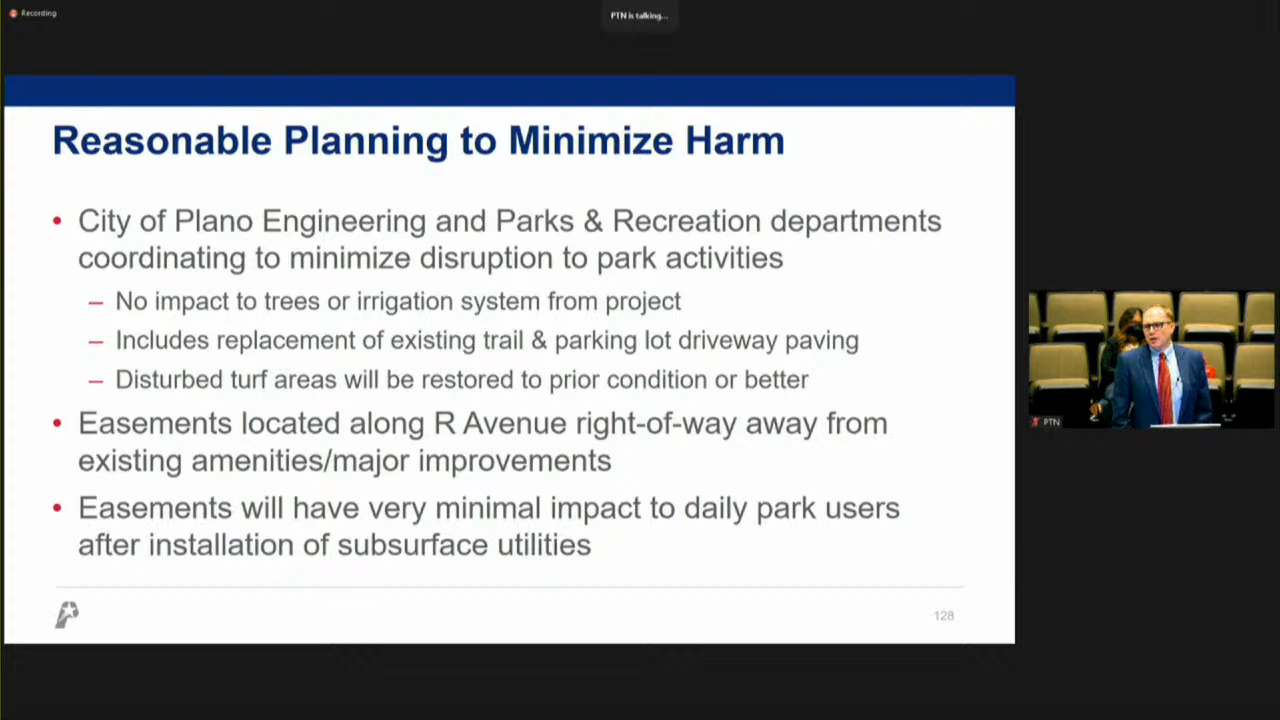 Recording
PTN is talking...
Reasonable Planning to Minimize Harm
• City of Plano Engineering and Parks & Recreation departments
coordinating to minimize disruption to park activities
– No impact to trees or irrigation system from project
– Includes replacement of existing trail & parking lot driveway paving
– Disturbed turf areas will be restored to prior condition or better
• Easements located along R Avenue right-of-way away from
existing amenities/major improvements
• Easements will have very minimal impact to daily park users
after installation of subsurface utilities
128
PTN